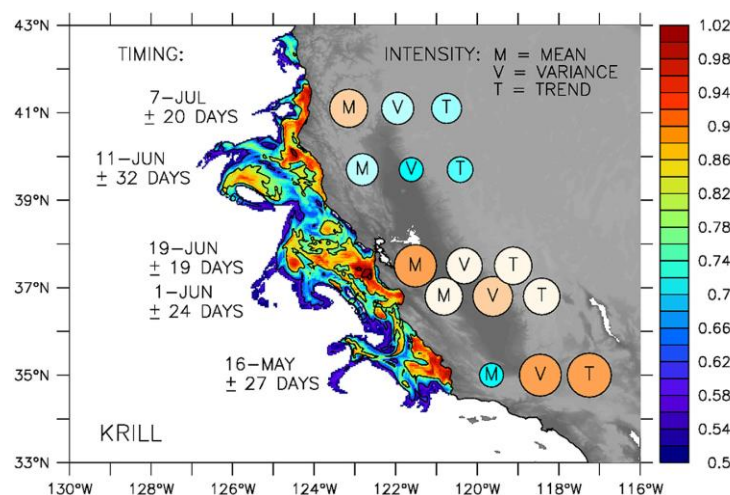 43°N
41°N
39°N
37°N
35°N
33°N
TIMING:
7-JUL
± 20 DAYS
11-JUN
± 32 DAYS
19-JUN
± 19 DAYS
1-JUN
± 24 DAYS
16-MAY
± 27 DAYS
KRILL
INTENSITY: M = MEAN
V = VARIANCE
T = TREND
M V T
M V T
M V T
M V T
M V T
130°W 128°W 126°W 124°W 122°W 120°W 118°W 116°W
1.02
0.98
0.94
0.9
0.86
0.82
0.78
0.74
0.7
0.66
0.62
0.58
0.54
0.5